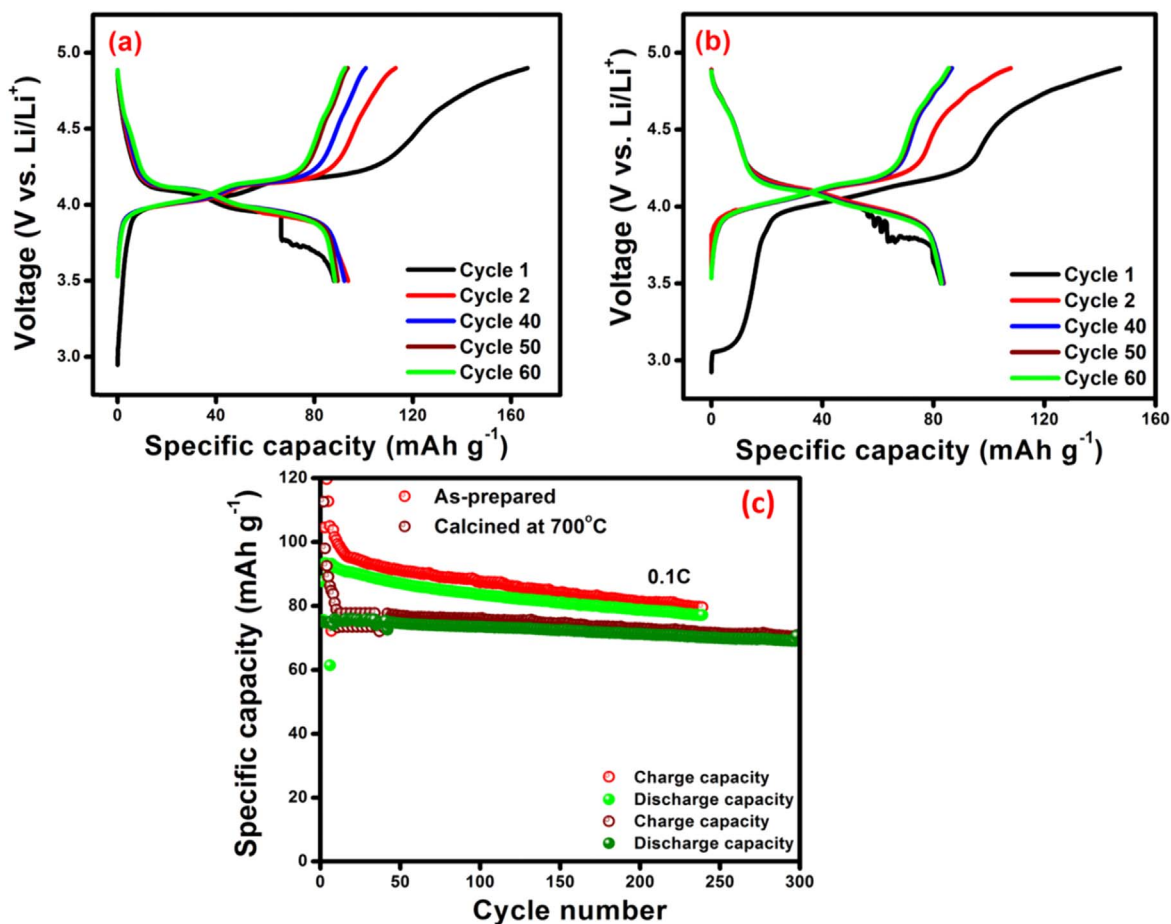 (a)
Voltage (V vs. Li/Li⁺)
5.0
4.5
4.0
3.5
3.0
Cycle 1
Cycle 2
Cycle 40
Cycle 50
Cycle 60
0 40 80 120 160
Specific capacity (mAh g⁻¹)
(b)
Voltage (V vs. Li/Li⁺)
5.0
4.5
4.0
3.5
3.0
Cycle 1
Cycle 2
Cycle 40
Cycle 50
Cycle 60
0 40 80 120 160
Specific capacity (mAh g⁻¹)
(c)
Specific capacity (mAh g⁻¹)
120
100
80
60
40
20
0
As-prepared
Calcined at 700°C
0.1C
Charge capacity
Discharge capacity
Charge capacity
Discharge capacity
0 50 100 150 200 250 300
Cycle number